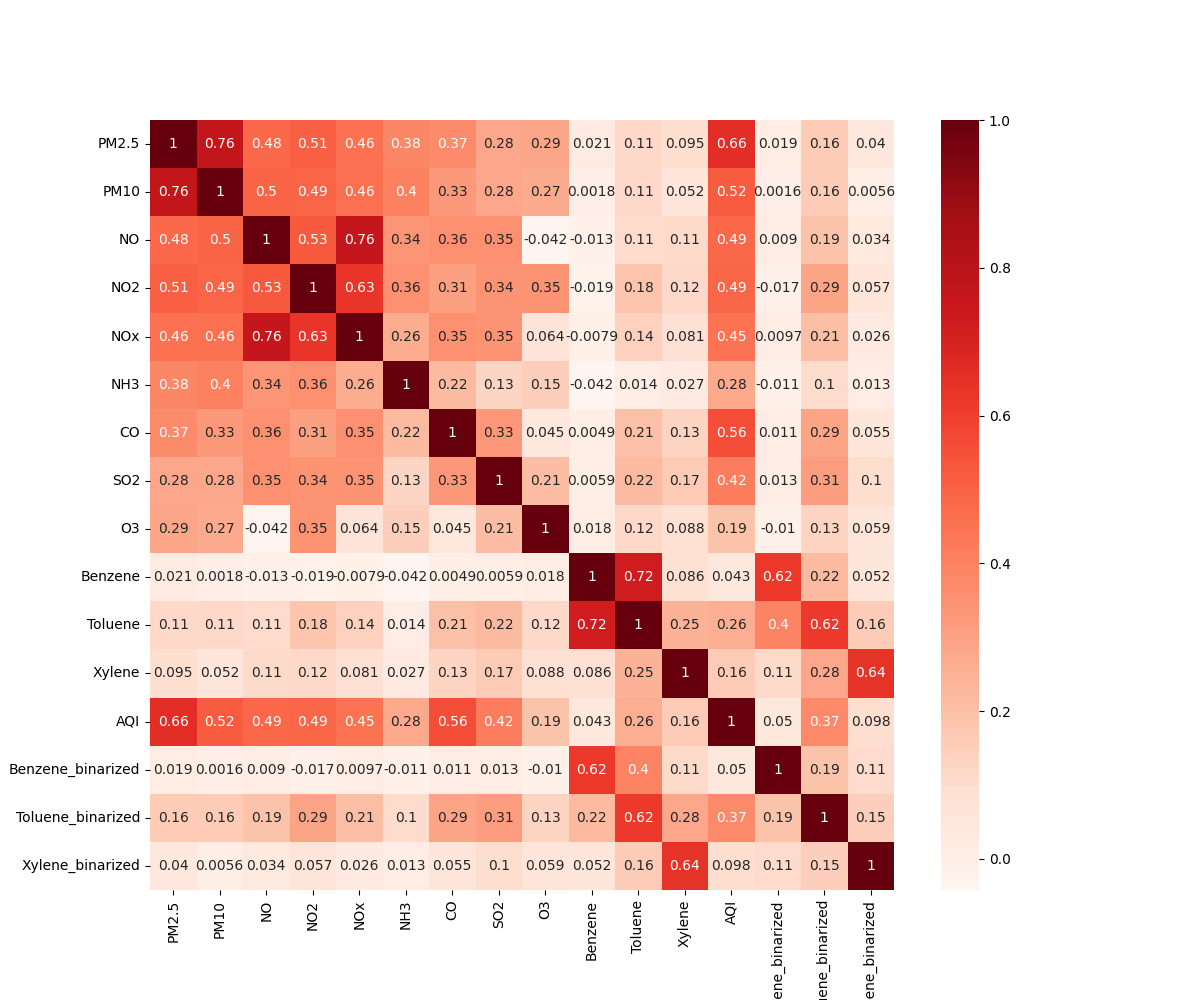 PM2.5 1 0.76 0.48 0.51 0.46 0.38 0.37 0.28 0.29 0.021 0.11 0.095 0.66 0.019 0.16 0.04
PM10 0.76 1 0.5 0.49 0.46 0.4 0.33 0.28 0.27 0.0018 0.11 0.052 0.52 0.0016 0.16 0.0056
NO 0.48 0.5 1 0.53 0.76 0.34 0.36 0.35 -0.042 -0.013 0.11 0.11 0.49 0.009 0.19 0.034
NO2 0.51 0.49 0.53 1 0.63 0.36 0.31 0.34 0.35 -0.019 0.18 0.12 0.49 -0.017 0.29 0.057
NOx 0.46 0.46 0.76 0.63 1 0.26 0.35 0.35 0.064 -0.0079 0.14 0.081 0.45 0.0097 0.21 0.026
NH3 0.38 0.4 0.34 0.36 0.26 1 0.22 0.13 0.15 -0.042 0.014 0.027 0.28 -0.011 0.1 0.013
CO 0.37 0.33 0.36 0.31 0.35 0.22 1 0.33 0.045 0.0049 0.21 0.13 0.56 0.011 0.29 0.055
SO2 0.28 0.28 0.35 0.34 0.35 0.13 0.33 1 0.21 0.0059 0.22 0.17 0.42 0.013 0.31 0.1
O3 0.29 0.27 -0.042 0.35 0.064 0.15 0.045 0.21 1 0.018 0.12 0.088 0.19 -0.01 0.13 0.059
Benzene 0.021 0.0018 -0.013 -0.019 -0.0079 -0.042 0.0049 0.0059 0.018 1 0.72 0.086 0.043 0.62 0.22 0.052
Toluene 0.11 0.11 0.11 0.18 0.14 0.014 0.21 0.22 0.12 0.72 1 0.25 0.26 0.4 0.62 0.16
Xylene 0.095 0.052 0.11 0.12 0.081 0.027 0.13 0.17 0.088 0.086 0.25 1 0.16 0.11 0.28 0.64
AQI 0.66 0.52 0.49 0.49 0.45 0.28 0.56 0.42 0.19 0.043 0.26 0.16 1 0.05 0.37 0.098
Benzene_binarized 0.019 0.0016 0.009 -0.017 0.0097 -0.011 0.011 0.013 -0.01 0.62 0.4 0.11 0.05 1 0.19 0.11
Toluene_binarized 0.16 0.16 0.19 0.29 0.21 0.1 0.29 0.31 0.13 0.22 0.62 0.28 0.37 0.19 1 0.15
Xylene_binarized 0.04 0.0056 0.034 0.057 0.026 0.013 0.055 0.1 0.059 0.052 0.16 0.64 0.098 0.11 0.15 1
PM2.5
PM10
NO
NO2
NOx
NH3
CO
SO2
O3
Benzene
Toluene
Xylene
AQI
ene_binarized
uene_binarized
ene_binarized
1.0
0.8
0.6
0.4
0.2
0.0